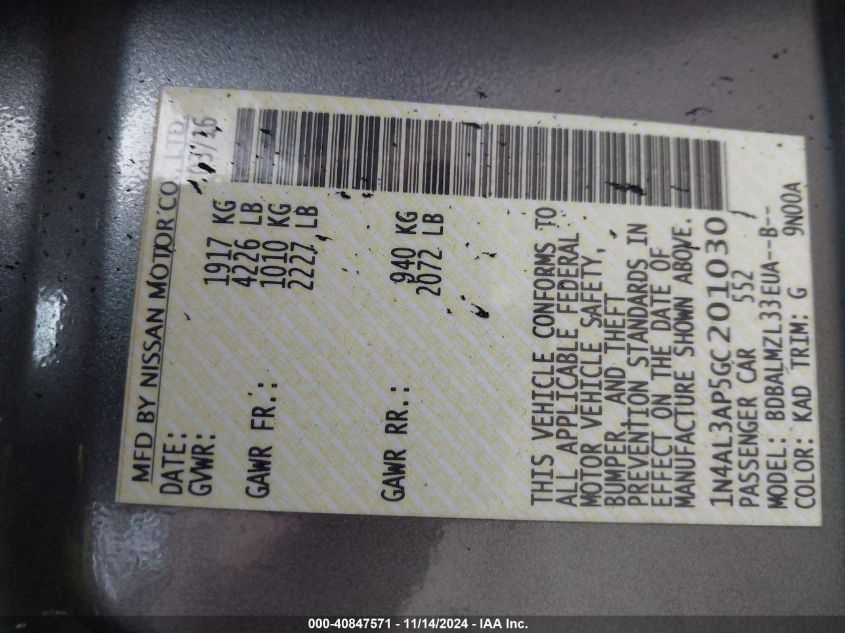 MFD BY NISSAN MOTOR CO., LTD.
DATE: 03/16
GVWR: 1917 KG
4226 LB
GAWR FR.: 1010 KG
2227 LB
GAWR RR.: 940 KG
2072 LB
THIS VEHICLE CONFORMS TO
ALL APPLICABLE FEDERAL
MOTOR VEHICLE SAFETY,
BUMPER AND THEFT
PREVENTION STANDARDS IN
EFFECT ON THE DATE OF
MANUFACTURE SHOWN ABOVE.
1N4AL3AP5GC201030
PASSENGER CAR 552
MODEL: BDBALMZL33EUA--B--
COLOR: KAD TRIM: G 9N00A
000-40847571 - 11/14/2024 - IAA Inc.